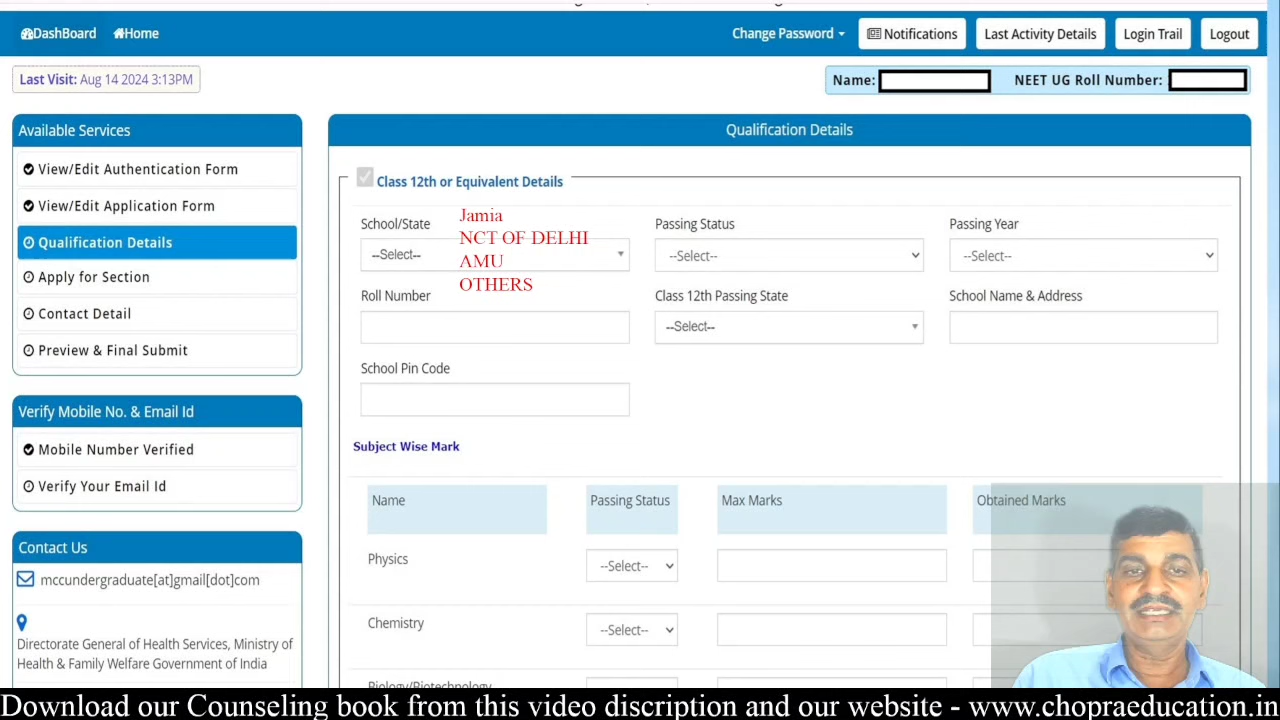 DashBoard Home Change Password Notifications Last Activity Details Login Trail Logout
Last Visit: Aug 14 2024 3:13PM
Name: NEET UG Roll Number:
Available Services
View/Edit Authentication Form
View/Edit Application Form
Qualification Details
Apply for Section
Contact Detail
Preview & Final Submit
Verify Mobile No. & Email Id
Mobile Number Verified
Verify Your Email Id
Contact Us
mccundergraduate[at]gmail[dot]com
Directorate General of Health Services, Ministry of
Health & Family Welfare Government of India
Qualification Details
Class 12th or Equivalent Details
School/State Passing Status Passing Year
--Select-- --Select-- --Select--
Jamia
NCT OF DELHI
AMU
OTHERS
Roll Number Class 12th Passing State School Name & Address
--Select--
School Pin Code
Subject Wise Mark
Name Passing Status Max Marks Obtained Marks
Physics --Select--
Chemistry --Select--
Biology/Biotechnology
Download our Counseling book from this video discription and our website - www.chopraeducation.in